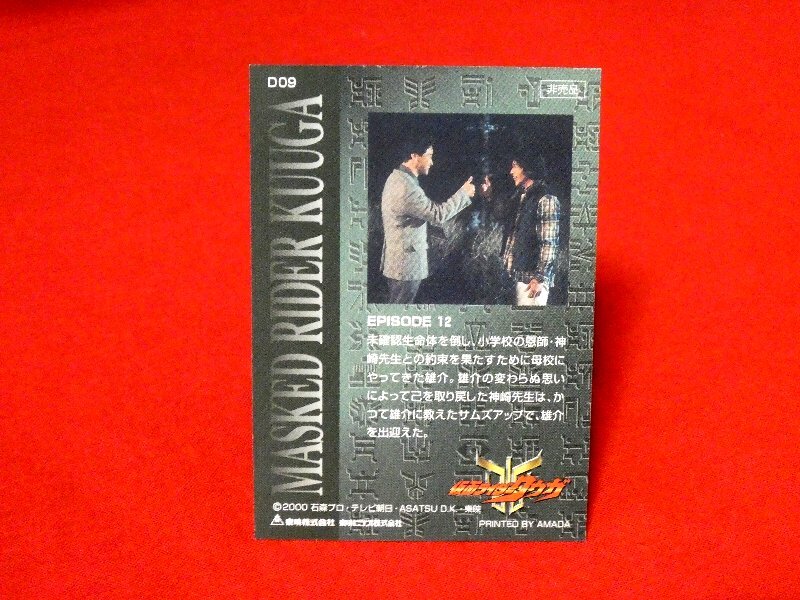 D09
非売品
MASKED RIDER KUUGA
EPISODE 12
未確認生命体を倒し、小学校の恩師・神
崎先生との約束を果たすために母校に
やってきた雄介。雄介の変わらぬ思い
によって己を取り戻した神崎先生は、か
つて雄介に教えたサムズアップで、雄介
を出迎えた。
仮面ライダークウガ
©2000 石森プロ・テレビ朝日・ASATSU D.K.・東映
PRINTED BY AMADA